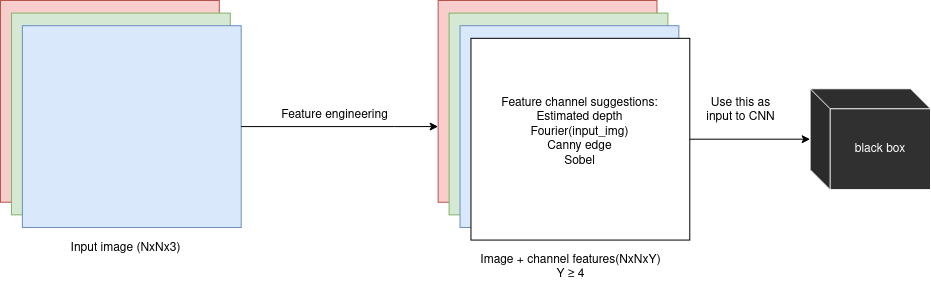 Feature engineering
Input image (NxNx3)
Feature channel suggestions:
Estimated depth
Fourier(input_img)
Canny edge
Sobel
Image + channel features(NxNxY)
Y ≥ 4
Use this as
input to CNN
black box